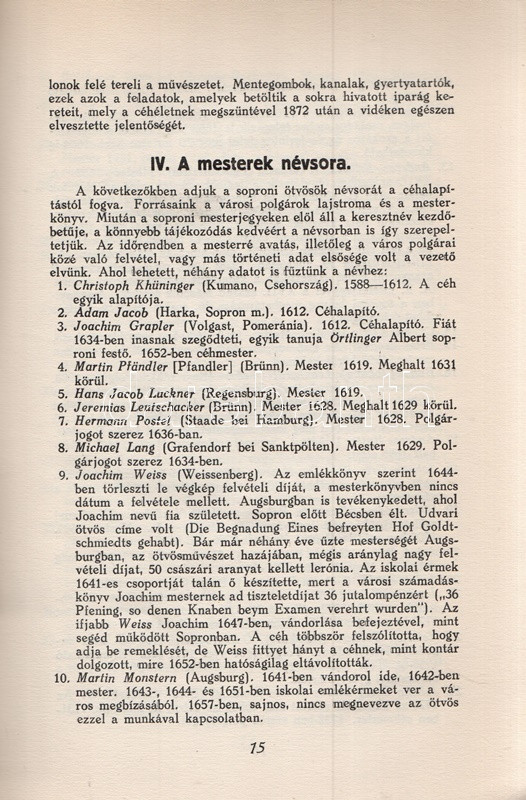 lonok felé tereli a művészetet. Mentegombok, kanalak, gyertyatartók,
ezek azok a feladatok, amelyek betöltik a sokra hivatott iparág ke-
reteit, mely a céhéletnek megszüntével 1872 után a vidéken egészen
elvesztette jelentőségét.
IV. A mesterek névsora.
A következőkben adjuk a soproni ötvösök névsorát a céhalapí-
tástól fogva. Forrásaink a városi polgárok lajstroma és a mester-
könyv. Miután a soproni mesterjegyeken elől áll a keresztnév kezdő-
betűje, a könnyebb tájékozódás kedvéért a névsorban is így szerepel-
tetjük. Az időrendben a mesterré avatás, illetőleg a város polgárai
közé való felvétel, vagy más történeti adat elsősége volt a vezető
elvünk. Ahol lehetett, néhány adatot is fűztünk a névhez:
1. Christoph Khüninger (Kumano, Csehország). 1588—1612. A céh
egyik alapítója.
2. Adam Jacob (Harka, Sopron m.). 1612. Céhalapító.
3. Joachim Grapler (Volgast, Pomeránia). 1612. Céhalapító. Fiát
1634-ben inasnak szegődteti, egyik tanuja Örtlinger Albert sop-
roni festő. 1652-ben céhmester.
4. Martin Pfändler [Pfandler] (Brünn). Mester 1619. Meghalt 1631
körül.
5. Hans Jacob Luckner (Regensburg). Mester 1619.
6. Jeremias Leutschacker (Brünn). Mester 1628. Meghalt 1629 körül.
7. Hermann Postel (Staade bei Hamburg). Mester 1628. Polgár-
jogot szerez 1636-ban.
8. Michael Lang (Grafendorf bei Sanktpölten). Mester 1629. Pol-
gárjogot szerez 1634-ben.
9. Joachim Weiss (Weissenberg). Az emlékkönyv szerint 1644-
ben törleszti le végkép felvételi díját, a mesterkönyvben nincs
dátum a felvétele mellett. Augsburgban is tevékenykedett, ahol
Joachim nevű fia született. Sopron előtt Bécsben élt. Udvari
ötvös címe volt (Die Begnadung Eines befreyten Hof Goldt-
schmiedts gehabt). Bár már néhány éve űzte mesterségét Augs-
burgban, az ötvösművészet hazájában, mégis aránylag nagy fel-
vételi díjat, 50 császári aranyat kellett lerónia. Az iskolai érmek
1641-es csoportját talán ő készítette, mert a városi számadás-
könyv Joachim mesternek ad tiszteletdíjat 36 jutalompénzért („36
Pfening, so denen Knaben beym Examen verehrt wurden"). Az
ifjabb Weiss Joachim 1647-ben, vándorlása befejeztével, mint
segéd működött Sopronban. A céh többször felszólította, hogy
adja be remeklését, de Weiss fittyet hányt a céhnek, mint kontár
dolgozott, mire 1652-ben hatóságilag eltávolították.
10. Martin Monstern (Augsburg). 1641-ben vándorol ide, 1642-ben
mester. 1643-, 1644- és 1651-ben iskolai emlékérmeket ver a vá-
ros megbízásából. 1657-ben, sajnos, nincs megnevezve az ötvös
ezzel a munkával kapcsolatban.
15